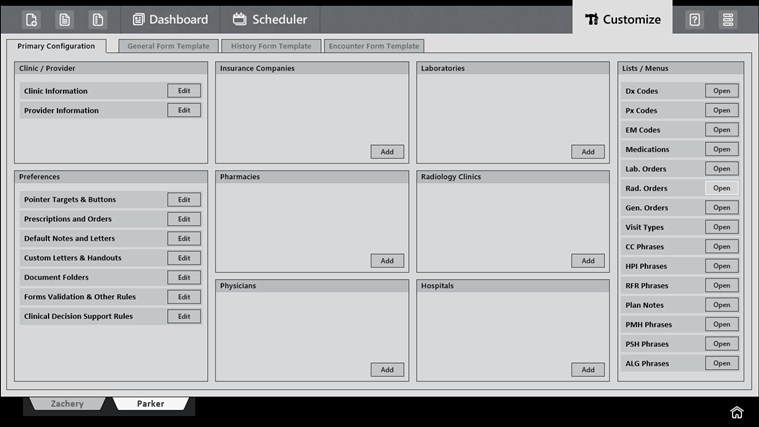 Dashboard
Scheduler
Customize
Primary Configuration
General Form Template
History Form Template
Encounter Form Template
Clinic / Provider
Clinic Information
Edit
Provider Information
Edit
Insurance Companies
Add
Laboratories
Add
Lists / Menus
Dx Codes
Open
Px Codes
Open
EM Codes
Open
Medications
Open
Lab. Orders
Open
Rad. Orders
Open
Gen. Orders
Open
Visit Types
Open
CC Phrases
Open
HPI Phrases
Open
RFR Phrases
Open
Plan Notes
Open
PMH Phrases
Open
PSH Phrases
Open
ALG Phrases
Open
Preferences
Pointer Targets & Buttons
Edit
Prescriptions and Orders
Edit
Default Notes and Letters
Edit
Custom Letters & Handouts
Edit
Document Folders
Edit
Forms Validation & Other Rules
Edit
Clinical Decision Support Rules
Edit
Pharmacies
Add
Radiology Clinics
Add
Physicians
Add
Hospitals
Add
Zachery
Parker